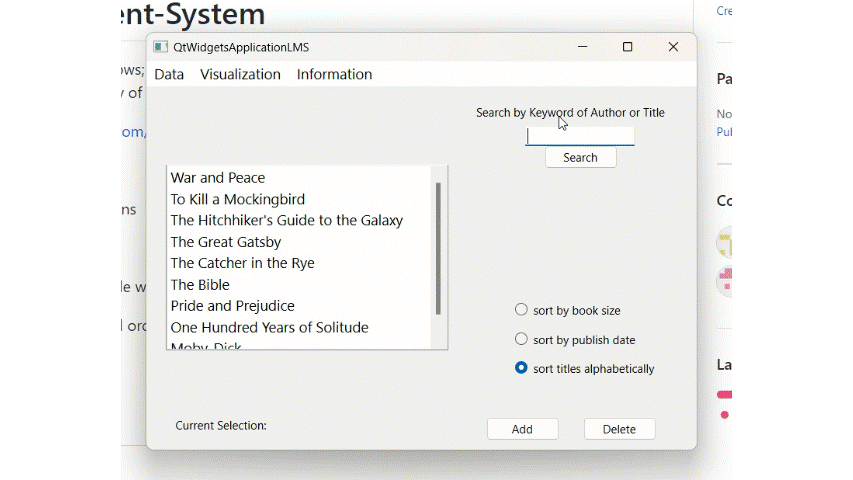 ent-System
Cre
QtWidgetsApplicationLMS
ows;
Data Visualization Information
Pa
y of
Search by Keyword of Author or Title
No
om/
Pub
Search
War and Peace
To Kill a Mockingbird
The Hitchhiker's Guide to the Galaxy
Co
ns
The Great Gatsby
The Catcher in the Rye
The Bible
le w
Pride and Prejudice
sort by book size
One Hundred Years of Solitude
d ord
sort by publish date
Moby-Dick
La
sort titles alphabetically
Current Selection:
Add
Delete